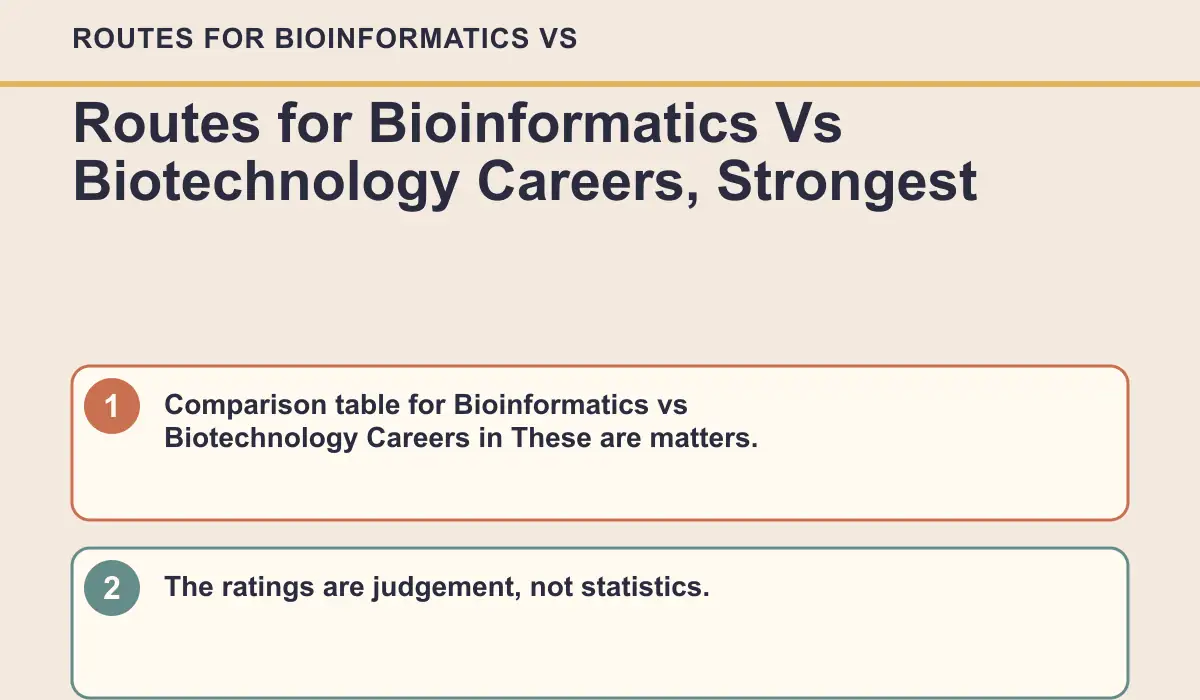 ROUTES FOR BIOINFORMATICS VS
Routes for Bioinformatics Vs
Biotechnology Careers, Strongest
1
Comparison table for Bioinformatics vs
Biotechnology Careers in These are matters.
2
The ratings are judgement, not statistics.